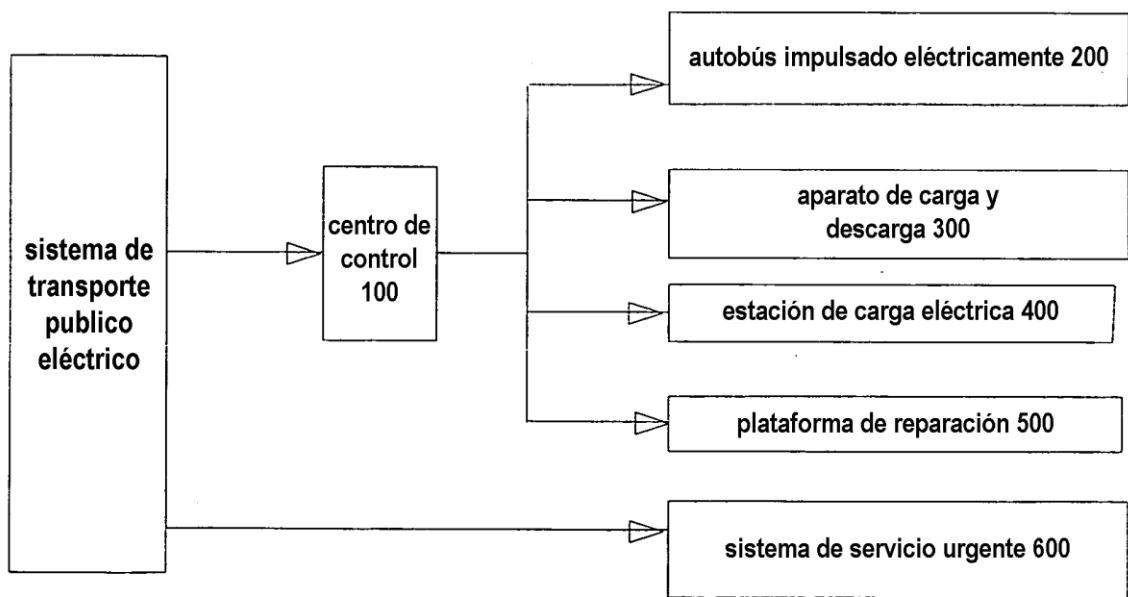 sistema de
transporte
publico
eléctrico
centro de
control
100
autobús impulsado eléctricamente 200
aparato de carga y
descarga 300
estación de carga eléctrica 400
plataforma de reparación 500
sistema de servicio urgente 600